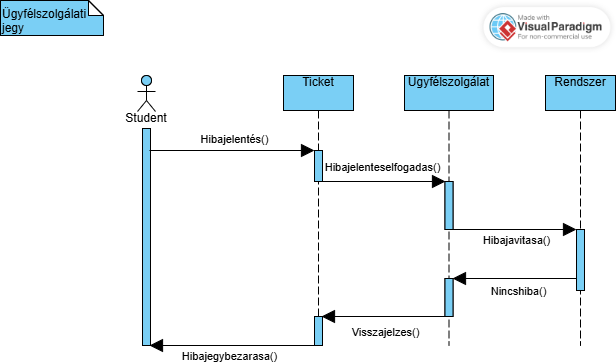 Ügyfélszolgálati
jegy
Made with
Visual Paradigm
For non-commercial use
Student
Ticket
Ügyfélszolgálat
Rendszer
Hibajelentés()
Hibajelenteselfogadas()
Hibajavitasa()
Nincshiba()
Visszajelzes()
Hibajegybezarasa()